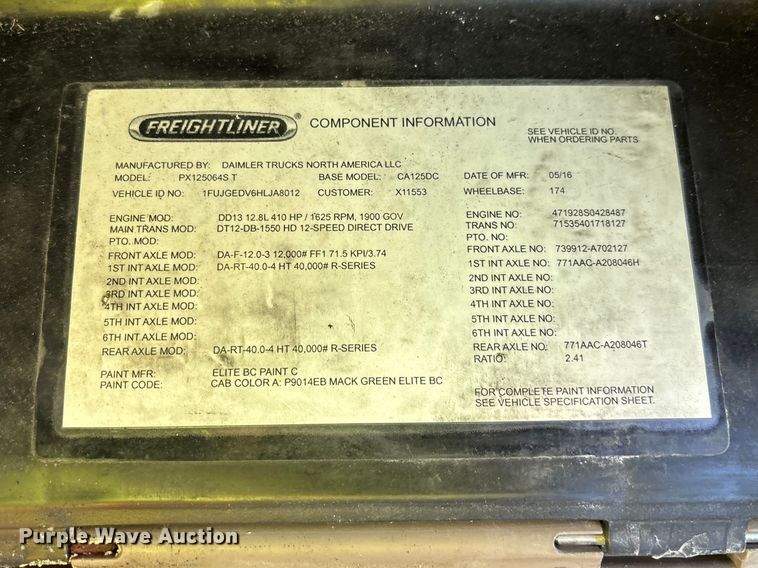 FREIGHTLINER ® COMPONENT INFORMATION
SEE VEHICLE ID NO.
WHEN ORDERING PARTS
MANUFACTURED BY: DAIMLER TRUCKS NORTH AMERICA LLC
MODEL: PX125064S T BASE MODEL: CA125DC DATE OF MFR: 05/16
VEHICLE ID NO: 1FUJGEDV6HLJA8012 CUSTOMER: X11553 WHEELBASE: 174
ENGINE MOD: DD13 12.8L 410 HP / 1625 RPM, 1900 GOV ENGINE NO: 471928S0428487
MAIN TRANS MOD: DT12-DB-1550 HD 12-SPEED DIRECT DRIVE TRANS NO: 71535401718127
PTO. MOD: PTO. NO:
FRONT AXLE MOD: DA-F-12.0-3 12,000# FF1 71.5 KPI/3.74 FRONT AXLE NO: 739912-A702127
1ST INT AXLE MOD: DA-RT-40.0-4 HT 40,000# R-SERIES 1ST INT AXLE NO: 771AAC-A208046H
2ND INT AXLE MOD: 2ND INT AXLE NO:
3RD INT AXLE MOD: 3RD INT AXLE NO:
4TH INT AXLE MOD: 4TH INT AXLE NO:
5TH INT AXLE MOD: 5TH INT AXLE NO:
6TH INT AXLE MOD: 6TH INT AXLE NO:
REAR AXLE MOD: DA-RT-40.0-4 HT 40,000# R-SERIES REAR AXLE NO, 771AAC-A208046T
RATIO: 2.41
PAINT MFR: ELITE BC PAINT C
PAINT CODE: CAB COLOR A: P9014EB MACK GREEN ELITE BC
FOR COMPLETE PAINT INFORMATION
SEE VEHICLE SPECIFICATION SHEET.
Purple Wave Auction